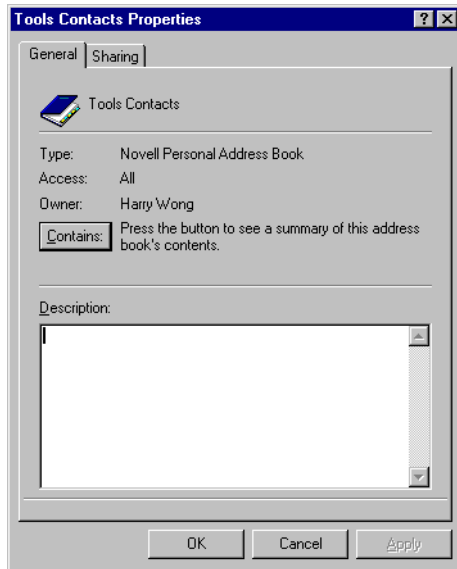 Tools Contacts Properties
General Sharing
Tools Contacts
Type: Novell Personal Address Book
Access: All
Owner: Harry Wong
Contains: Press the button to see a summary of this address
book's contents.
Description:
OK Cancel Apply